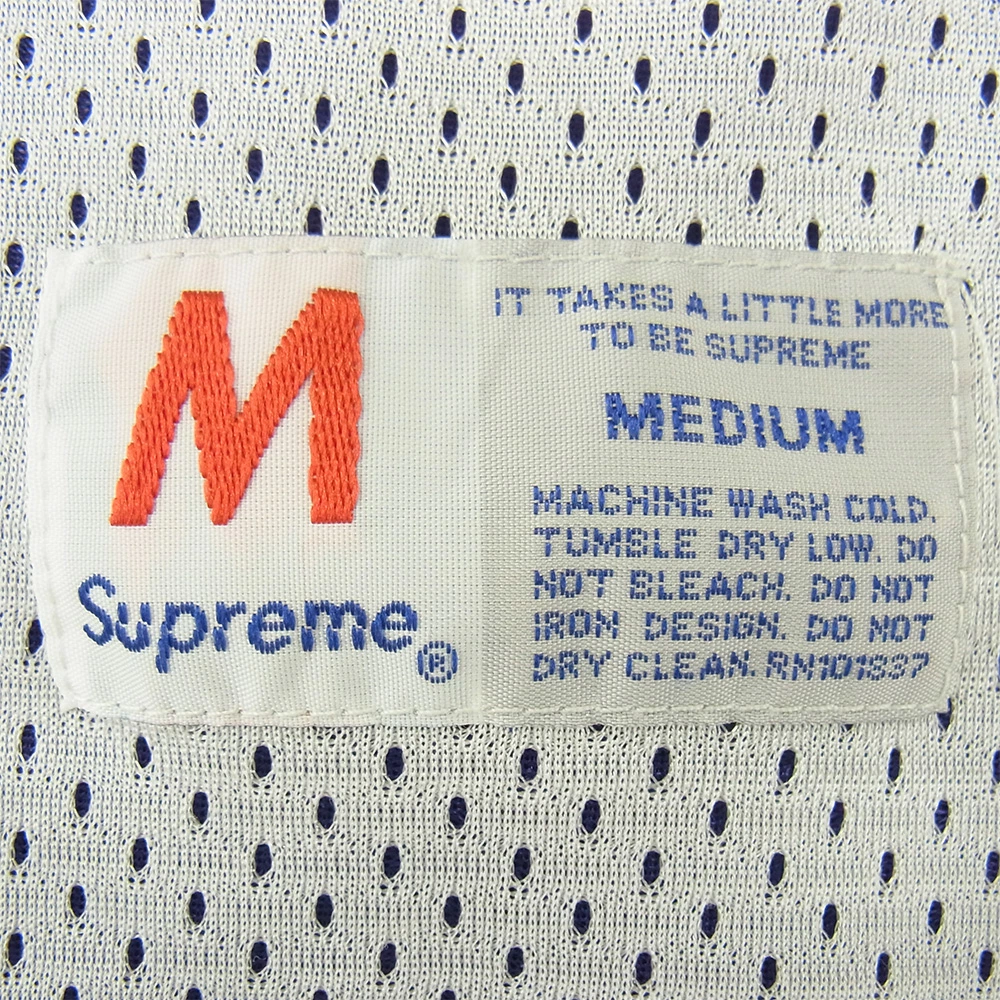 M
Supreme®
IT TAKES A LITTLE MORE
TO BE SUPREME
MEDIUM
MACHINE WASH COLD.
TUMBLE DRY LOW. DO
NOT BLEACH. DO NOT
IRON DESIGN. DO NOT
DRY CLEAN. RN101837